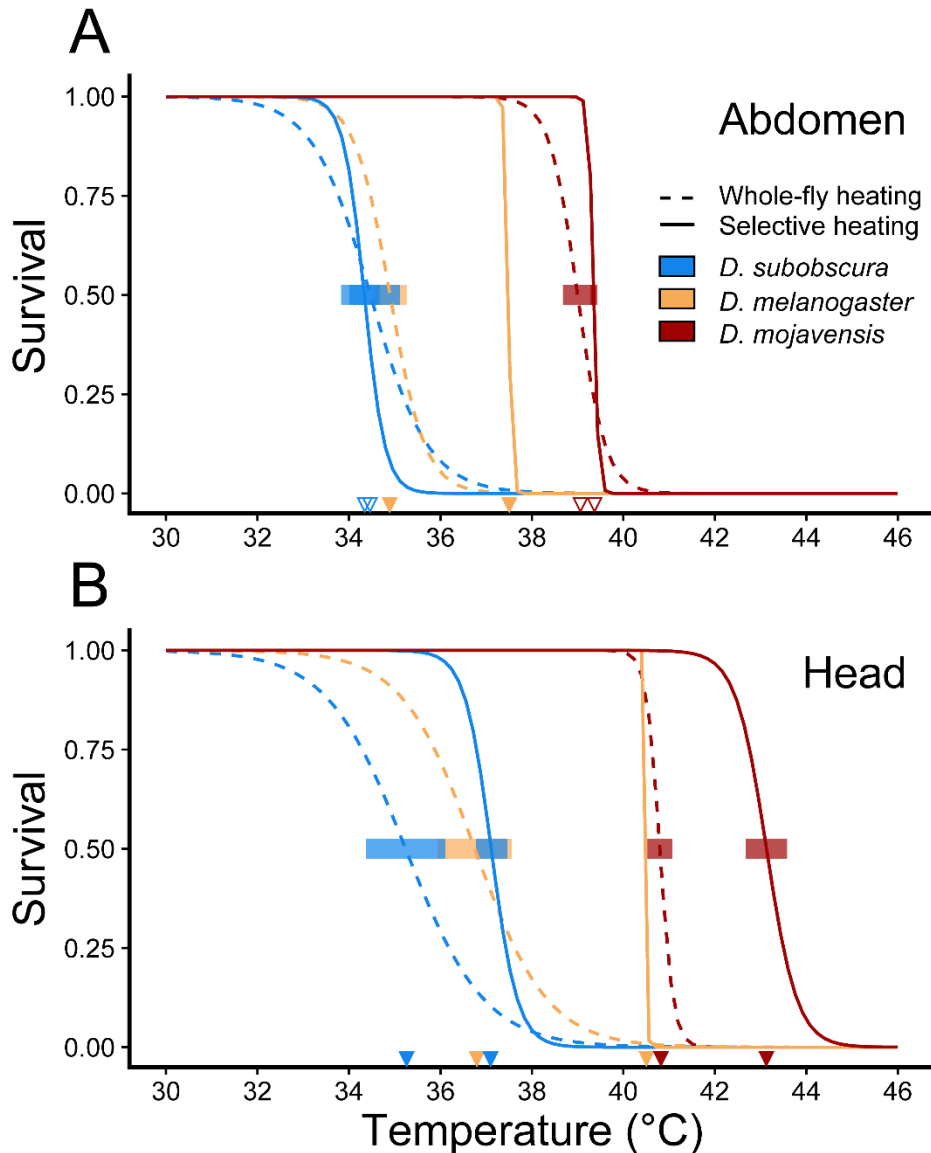 A
Abdomen
Survival
1.00
0.75
0.50
0.25
0.00
Whole-fly heating
Selective heating
D. subobscura
D. melanogaster
D. mojavensis
30 32 34 36 38 40 42 44 46
B
Head
Survival
1.00
0.75
0.50
0.25
0.00
30 32 34 36 38 40 42 44 46
Temperature (°C)